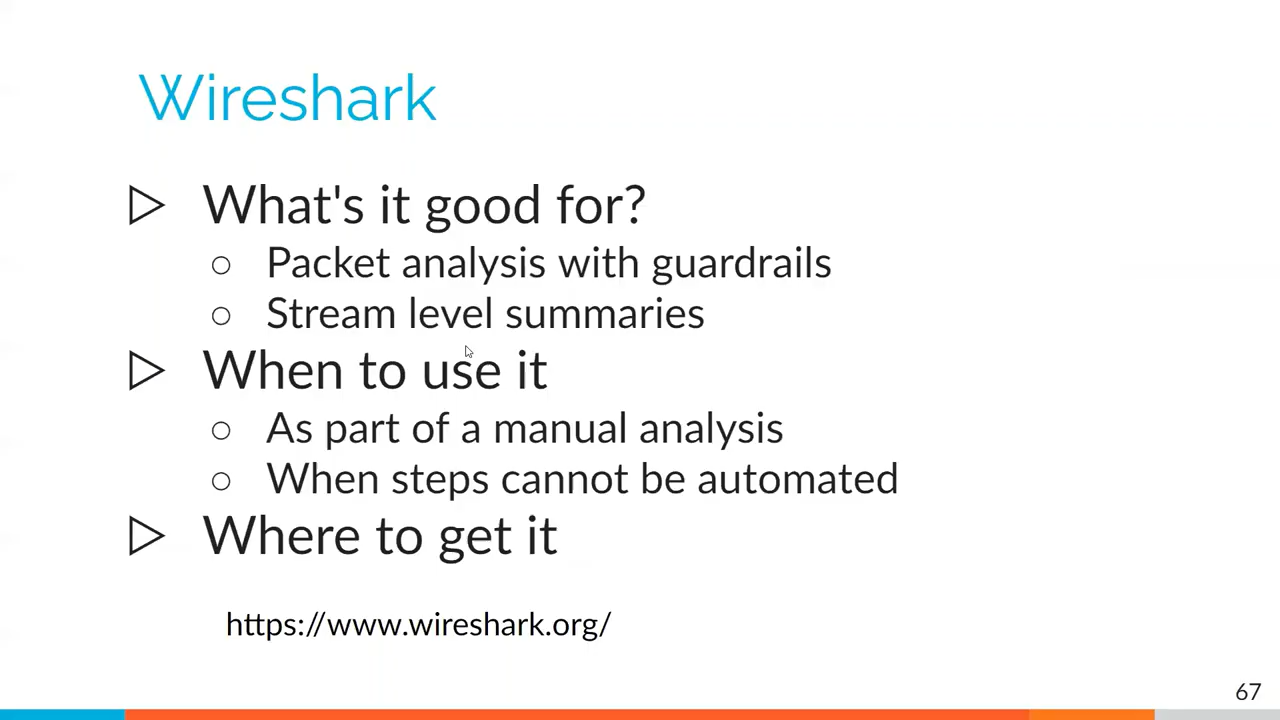 Wireshark
▷ What's it good for?
○ Packet analysis with guardrails
○ Stream level summaries
▷ When to use it
○ As part of a manual analysis
○ When steps cannot be automated
▷ Where to get it
https://www.wireshark.org/
67